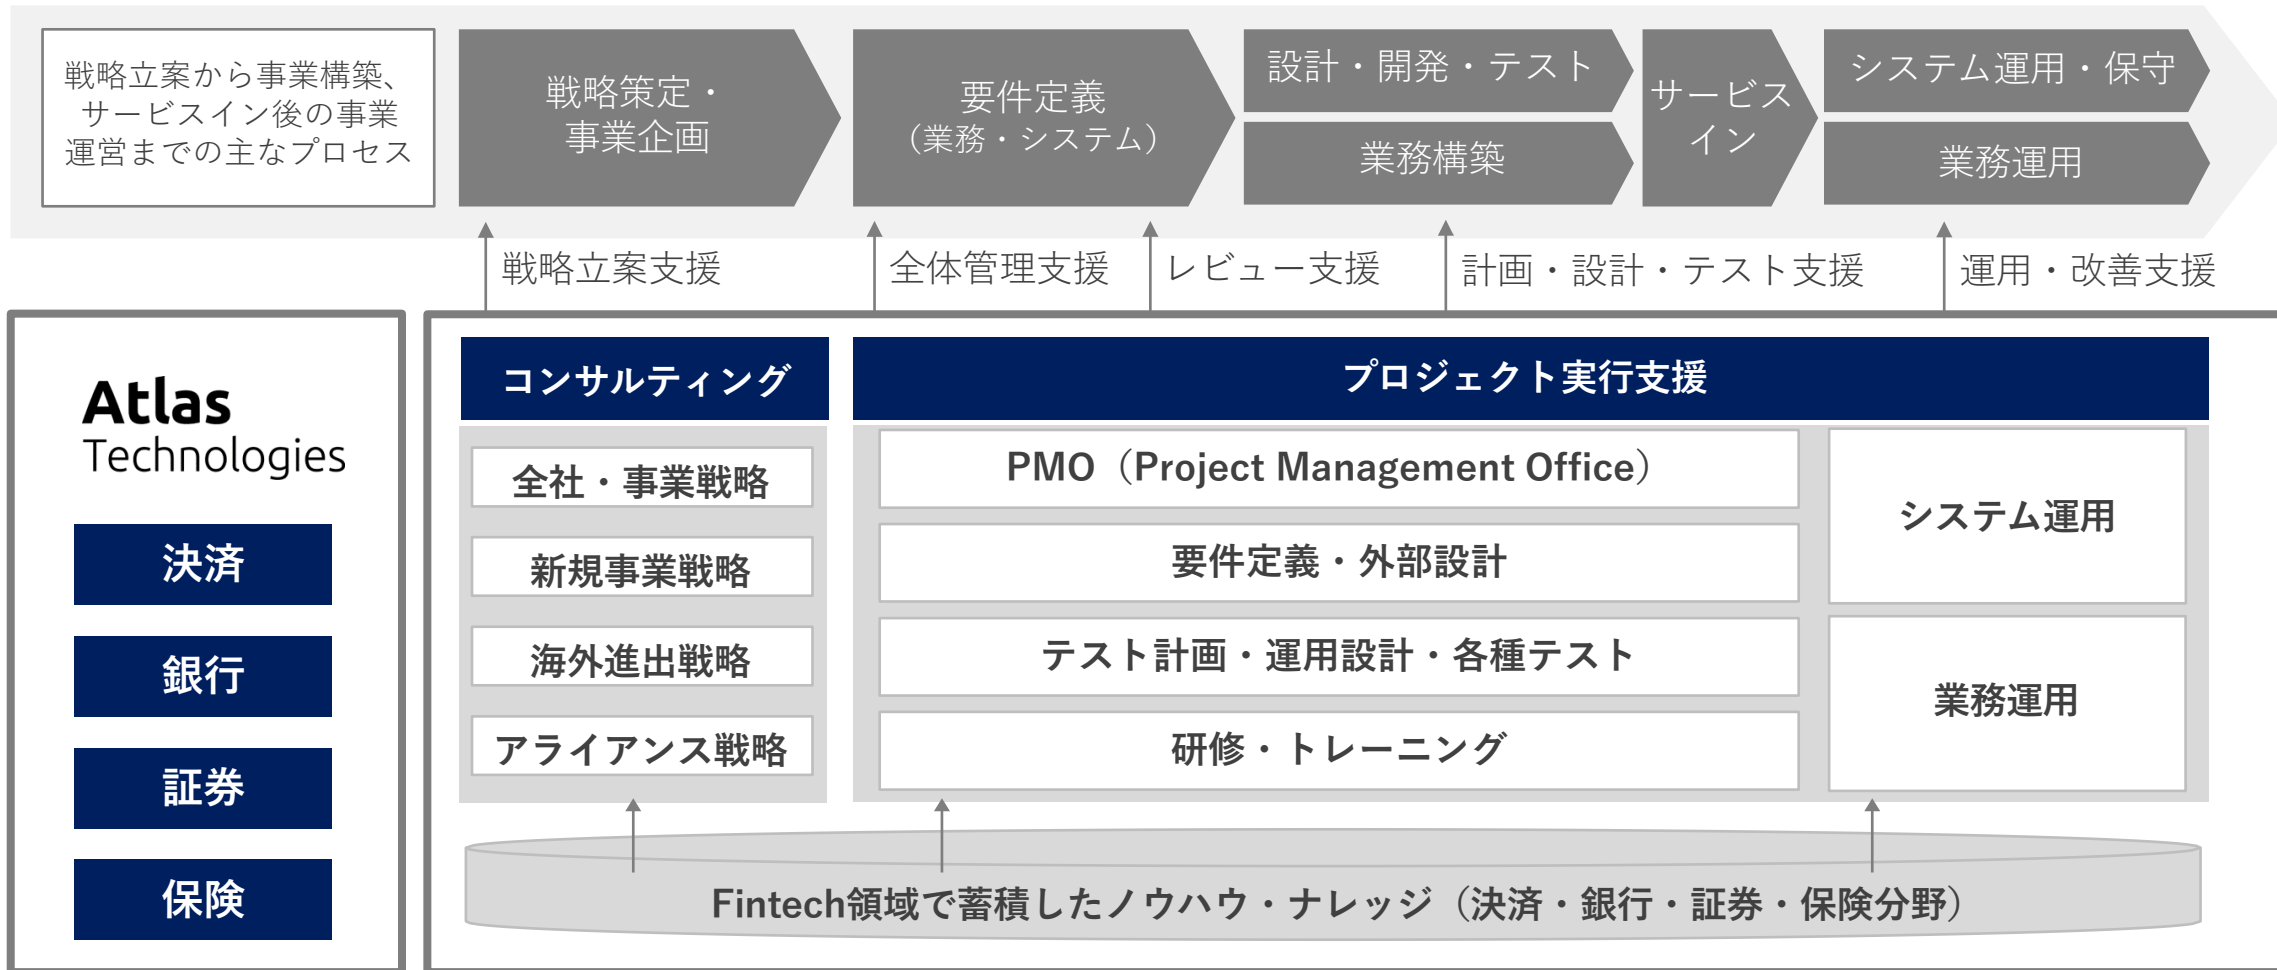 戦略立案から事業構築、
サービスイン後の事業
運営までの主なプロセス
戦略策定・
事業企画
要件定義
（業務・システム）
設計・開発・テスト
業務構築
サービス
イン
システム運用・保守
業務運用
戦略立案支援
全体管理支援
レビュー支援
計画・設計・テスト支援
運用・改善支援
Atlas
Technologies
決済
銀行
証券
保険
コンサルティング
全社・事業戦略
新規事業戦略
海外進出戦略
アライアンス戦略
プロジェクト実行支援
PMO（Project Management Office）
要件定義・外部設計
テスト計画・運用設計・各種テスト
研修・トレーニング
システム運用
業務運用
Fintech領域で蓄積したノウハウ・ナレッジ（決済・銀行・証券・保険分野）